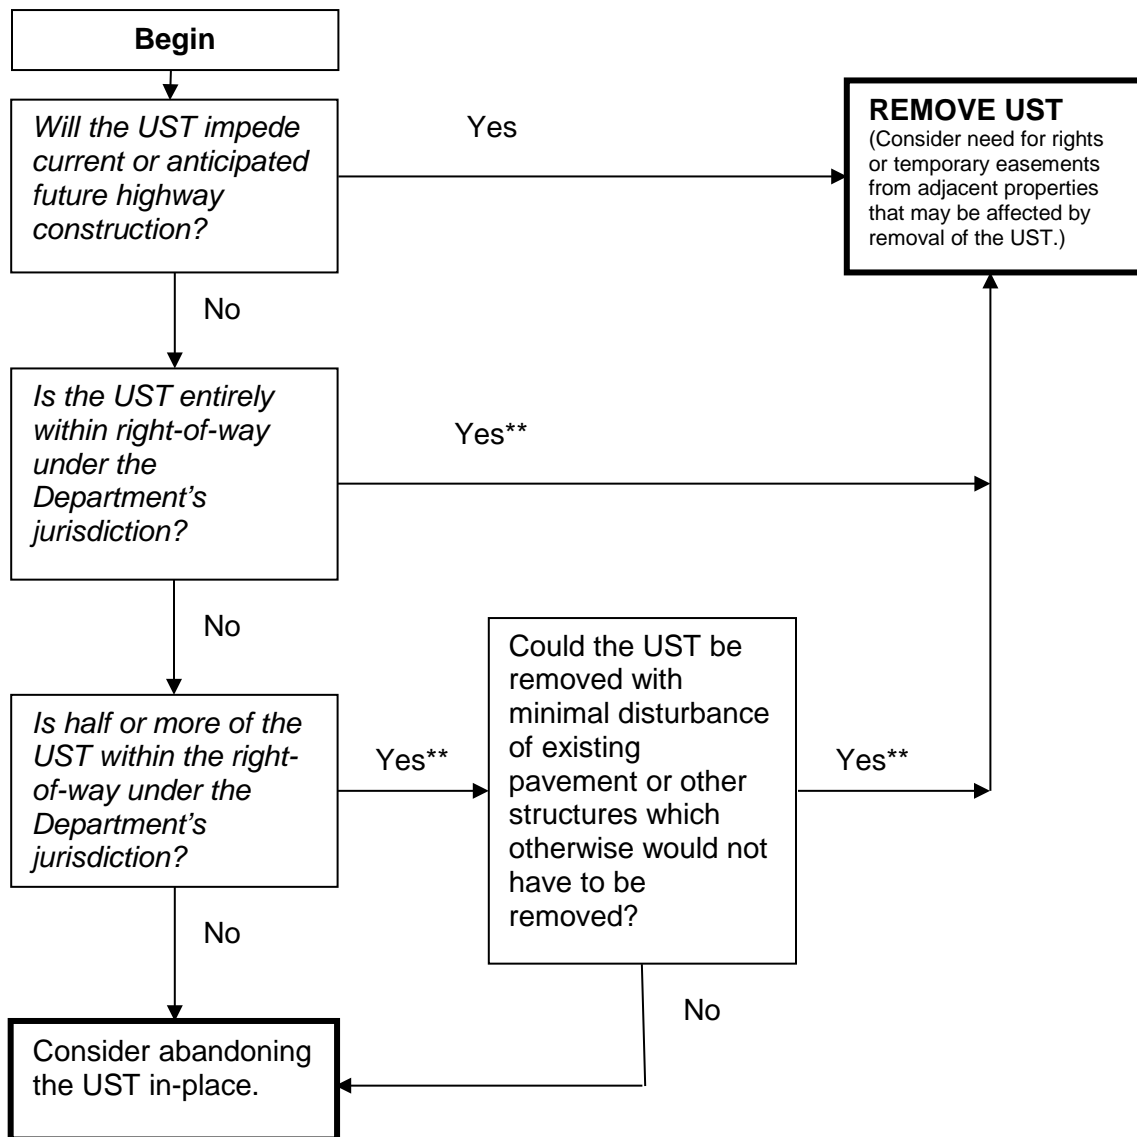 Begin
Will the UST impede
current or anticipated
future highway
construction?
Yes
REMOVE UST
(Consider need for rights
or temporary easements
from adjacent properties
that may be affected by
removal of the UST.)
No
Is the UST entirely
within right-of-way
under the
Department’s
jurisdiction?
Yes**
No
Is half or more of the
UST within the right-
of-way under the
Department’s
jurisdiction?
Yes**
Could the UST be
removed with
minimal disturbance
of existing
pavement or other
structures which
otherwise would not
have to be
removed?
Yes**
No
No
Consider abandoning
the UST in-place.